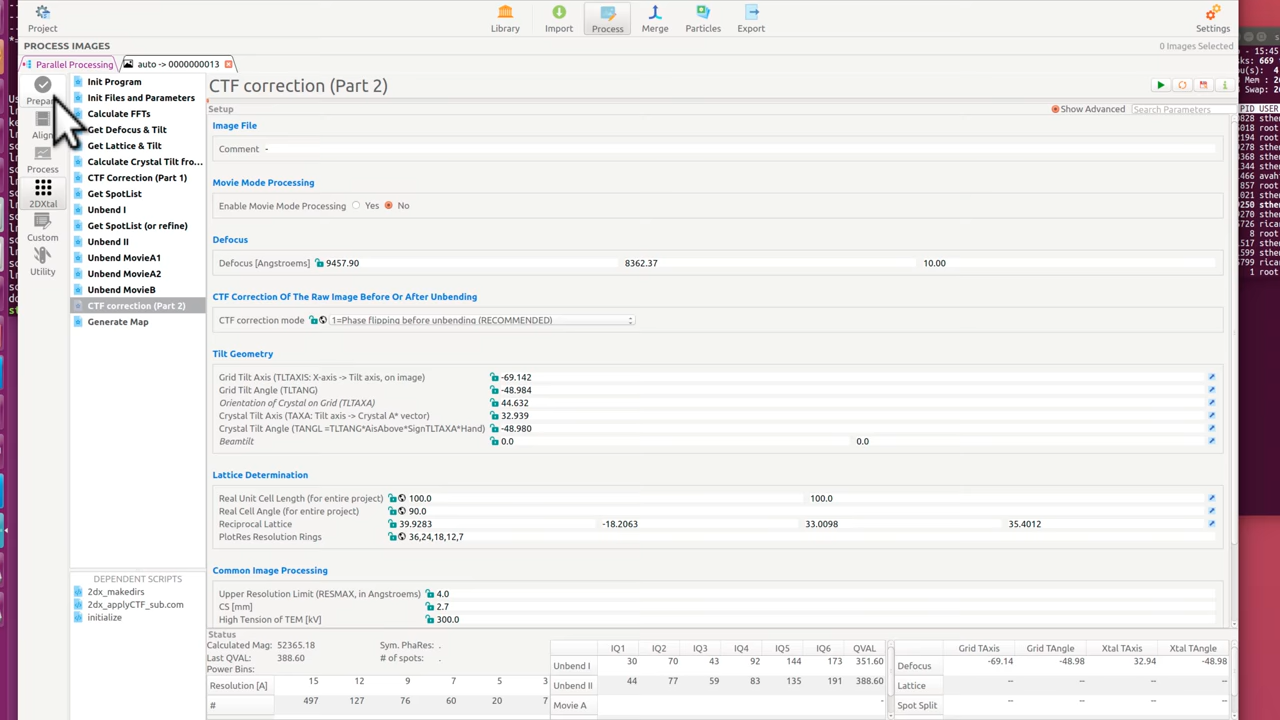 Project
Library
Import
Process
Merge
Particles
Export
Settings
PROCESS IMAGES
0 Images Selected
Parallel Processing
auto -> 0000000013
Prepare
Align
Process
2DXtal
Custom
Utility
Init Program
Init Files and Parameters
Calculate FFTs
Get Defocus & Tilt
Get Lattice & Tilt
Calculate Crystal Tilt fro...
CTF Correction (Part 1)
Get SpotList
Unbend I
Get SpotList (or refine)
Unbend II
Unbend MovieA1
Unbend MovieA2
Unbend MovieB
CTF correction (Part 2)
Generate Map
DEPENDENT SCRIPTS
2dx_makedirs
2dx_applyCTF_sub.com
initialize
CTF correction (Part 2)
Setup
Show Advanced
Search Parameters
Image File
Comment -
Movie Mode Processing
Enable Movie Mode Processing Yes No
Defocus
Defocus [Angstroems] 9457.90 8362.37 10.00
CTF Correction Of The Raw Image Before Or After Unbending
CTF correction mode 1=Phase flipping before unbending (RECOMMENDED)
Tilt Geometry
Grid Tilt Axis (TLTAXIS: X-axis -> Tilt axis, on image) -69.142
Grid Tilt Angle (TLTANG) -48.984
Orientation of Crystal on Grid (TLTAXA) 44.632
Crystal Tilt Axis (TAXA: Tilt axis -> Crystal A* vector) 32.939
Crystal Tilt Angle (TANGL =TLTANG*AisAbove*SignTLTAXA*Hand) -48.980
Beamtilt 0.0 0.0
Lattice Determination
Real Unit Cell Length (for entire project) 100.0 100.0
Real Cell Angle (for entire project) 90.0
Reciprocal Lattice 39.9283 -18.2063 33.0098 35.4012
PlotRes Resolution Rings 36,24,18,12,7
Common Image Processing
Upper Resolution Limit (RESMAX, in Angstroems) 4.0
CS [mm] 2.7
High Tension of TEM [kV] 300.0
Status
Calculated Mag: 52365.18 Sym. PhaRes: .
Last QVAL: 388.60 # of spots: .
Power Bins:
Resolution [A] 15 12 9 7 5 3
# 497 127 76 60 20 7
IQ1 IQ2 IQ3 IQ4 IQ5 IQ6 QVAL
Unbend I 30 70 43 92 144 173 351.60
Unbend II 44 77 59 83 135 191 388.60
Movie A -- -- -- -- -- -- --
Grid TAxis Grid TAngle Xtal TAxis Xtal TAngle
Defocus -69.14 -48.98 32.94 -48.98
Lattice -- -- -- --
Spot Split -- -- -- --